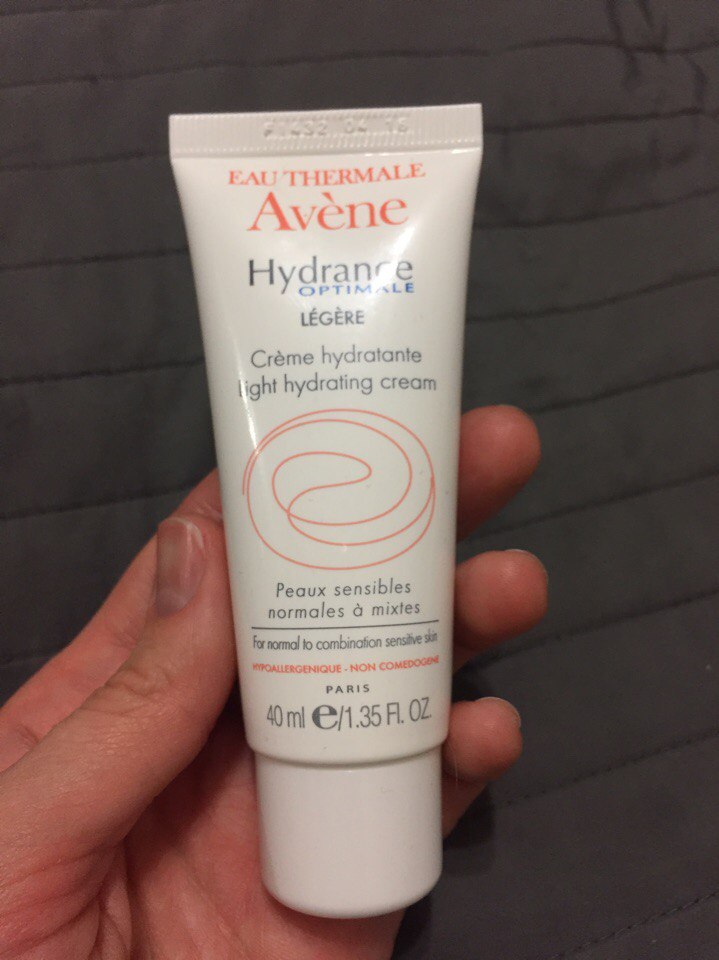 EAU THERMALE
Avène
Hydrance
OPTIMALE
LÉGÈRE
Crème hydratante
Light hydrating cream
Peaux sensibles
normales à mixtes
For normal to combination sensitive skin
HYPOALLERGENIQUE - NON COMEDOGENE
PARIS
40 ml e/1.35 FL. OZ.